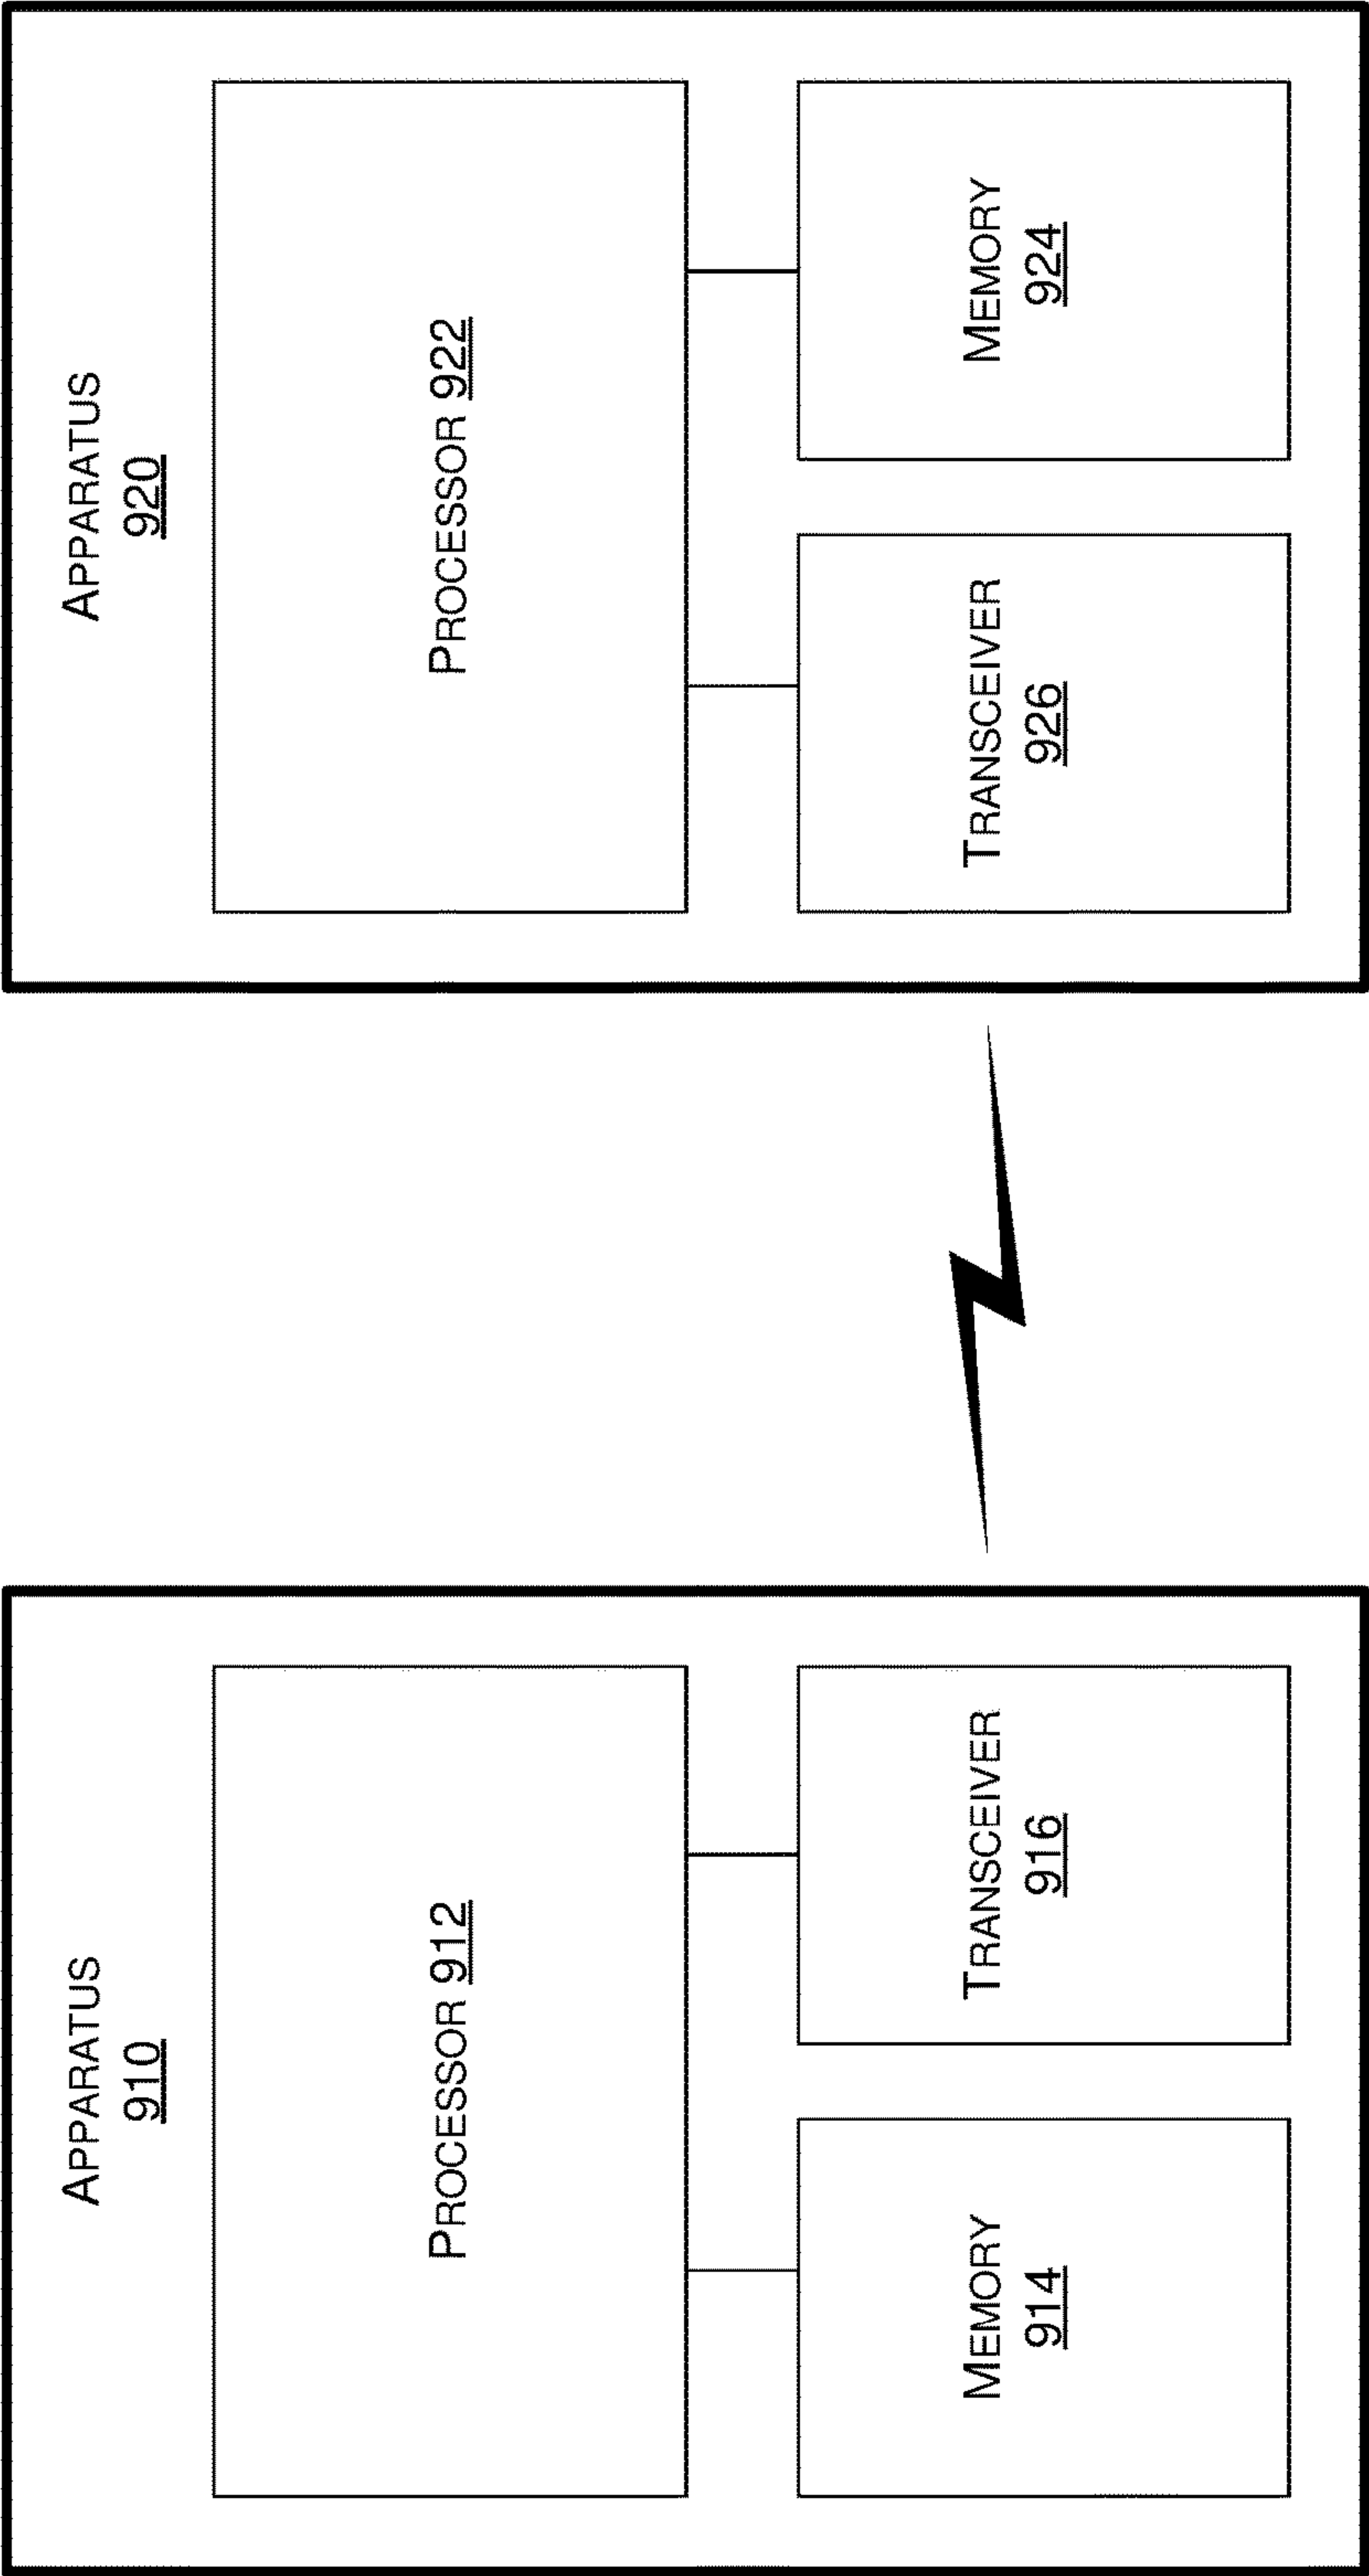 APPARATUS
910
PROCESSOR 912
MEMORY
914
TRANSCEIVER
916
APPARATUS
920
PROCESSOR 922
TRANSCEIVER
926
MEMORY
924